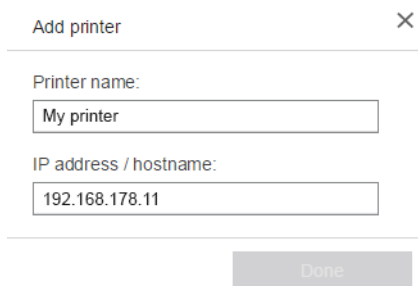 Add printer
Printer name:
My printer
IP address / hostname:
192.168.178.11
Done